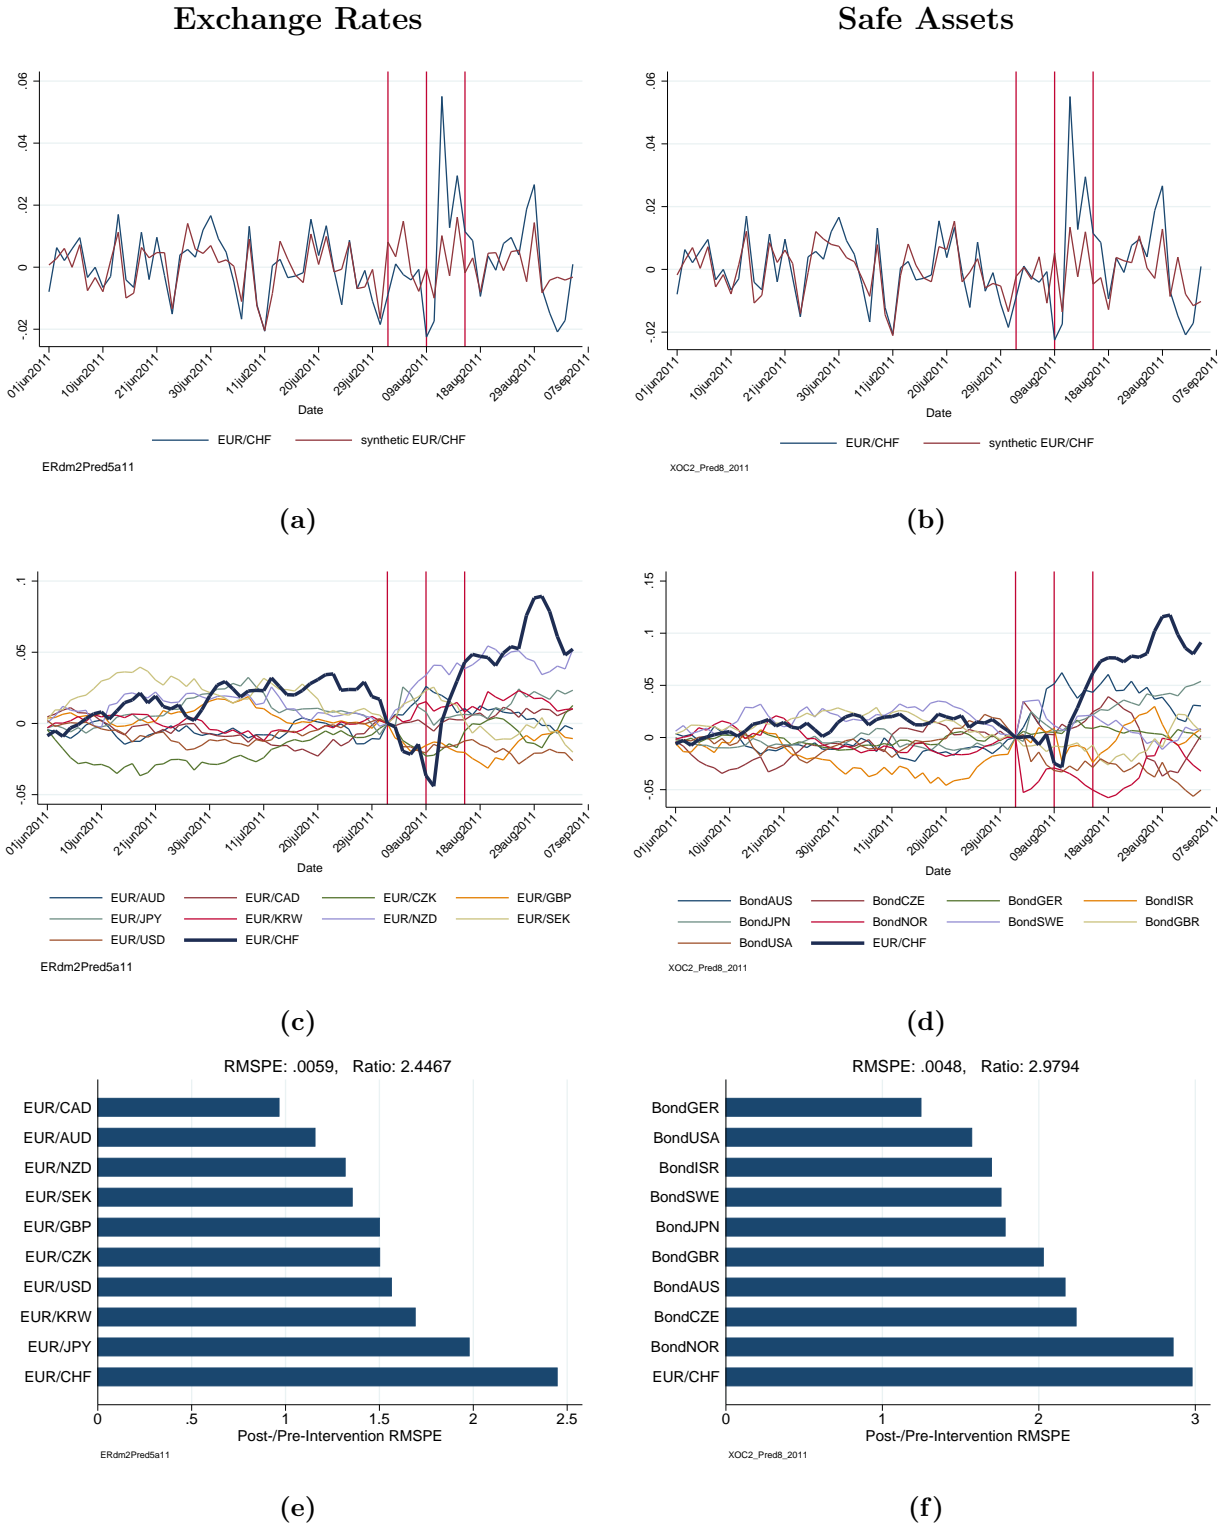 Exchange Rates
Safe Assets
.06
.04
.02
0
-.02
01jun2011
10jun2011
21jun2011
30jun2011
11jul2011
20jul2011
29jul2011
09aug2011
18aug2011
29aug2011
07sep2011
Date
EUR/CHF
synthetic EUR/CHF
ERdm2Pred5a11
(a)
.06
.04
.02
0
-.02
01jun2011
10jun2011
21jun2011
30jun2011
11jul2011
20jul2011
29jul2011
09aug2011
18aug2011
29aug2011
07sep2011
Date
EUR/CHF
synthetic EUR/CHF
XOC2_Pred8_2011
(b)
.1
.05
0
-.05
01jun2011
10jun2011
21jun2011
30jun2011
11jul2011
20jul2011
29jul2011
09aug2011
18aug2011
29aug2011
07sep2011
Date
EUR/AUD EUR/CAD EUR/CZK EUR/GBP
EUR/JPY EUR/KRW EUR/NZD EUR/SEK
EUR/USD EUR/CHF
ERdm2Pred5a11
(c)
.15
.1
.05
0
-.05
01jun2011
10jun2011
21jun2011
30jun2011
11jul2011
20jul2011
29jul2011
09aug2011
18aug2011
29aug2011
07sep2011
Date
BondAUS BondCZE BondGER BondISR
BondJPN BondNOR BondSWE BondGBR
BondUSA EUR/CHF
XOC2_Pred8_2011
(d)
RMSPE: .0059, Ratio: 2.4467
EUR/CAD
EUR/AUD
EUR/NZD
EUR/SEK
EUR/GBP
EUR/CZK
EUR/USD
EUR/KRW
EUR/JPY
EUR/CHF
0 .5 1 1.5 2 2.5
Post-/Pre-Intervention RMSPE
ERdm2Pred5a11
(e)
RMSPE: .0048, Ratio: 2.9794
BondGER
BondUSA
BondISR
BondSWE
BondJPN
BondGBR
BondAUS
BondCZE
BondNOR
EUR/CHF
0 1 2 3
Post-/Pre-Intervention RMSPE
XOC2_Pred8_2011
(f)